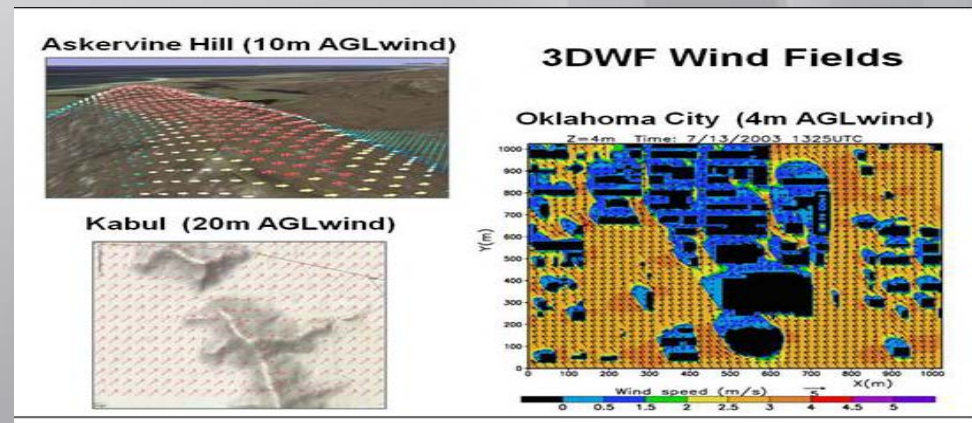 Askervine Hill (10m AGLwind)
3DWF Wind Fields
Oklahoma City (4m AGLwind)
Z=4m Time: 7/13/2003 1325UTC
Kabul (20m AGLwind)
1000
900
800
700
600
500
400
300
200
100
0
Y(m)
0 100 200 300 400 500 600 700 800 900 1000
X(m)
Wind speed (m/s)
5
0 0.5 1.5 2 2.5 3 4 4.5 5